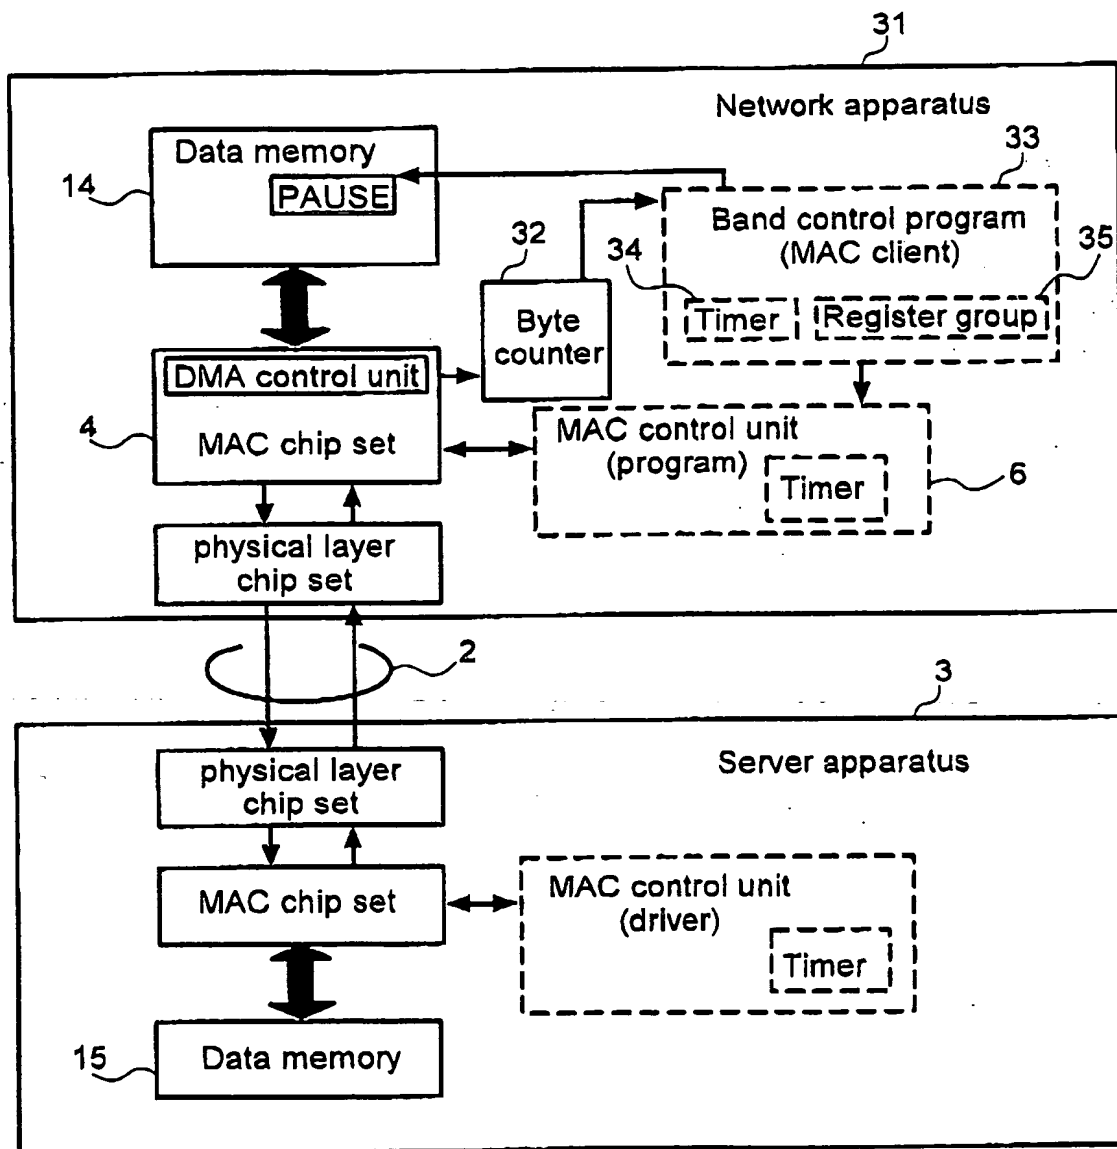 31
Network apparatus
Data memory
PAUSE
14
33
Band control program
(MAC client)
34
35
Timer
Register group
32
Byte
counter
DMA control unit
4
MAC chip set
MAC control unit
(program)
Timer
6
physical layer
chip set
2
3
Server apparatus
physical layer
chip set
MAC chip set
MAC control unit
(driver)
Timer
15
Data memory